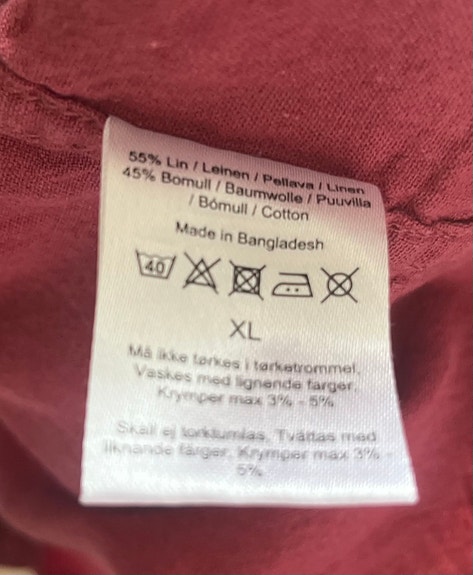 55% Lin / Leinen / Pellava / Linen
45% Bomull / Baumwolle / Puuvilla
/ Bómull / Cotton
Made in Bangladesh
40
XL
Må ikke tørkes i tørketrommel.
Vaskes med lignende farger.
Krymper max 3% - 5%
Skall ej torktumlas. Tvättas med
liknande färger. Krymper max 3% -
5%